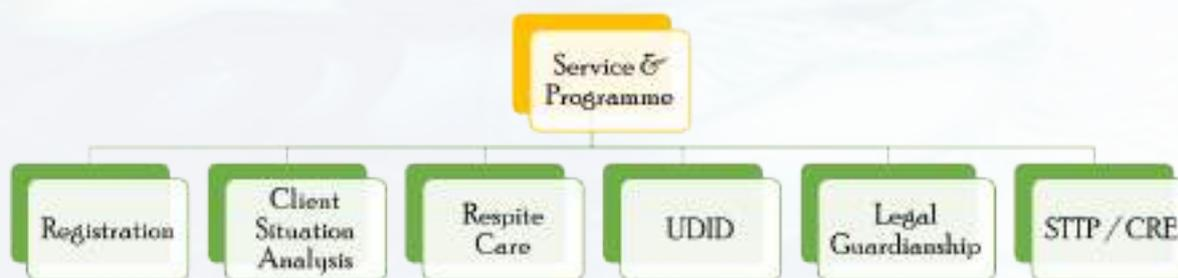 Service &
Programme
Registration
Client
Situation
Analysis
Respite
Care
UDID
Legal
Guardianship
STTP / CRE